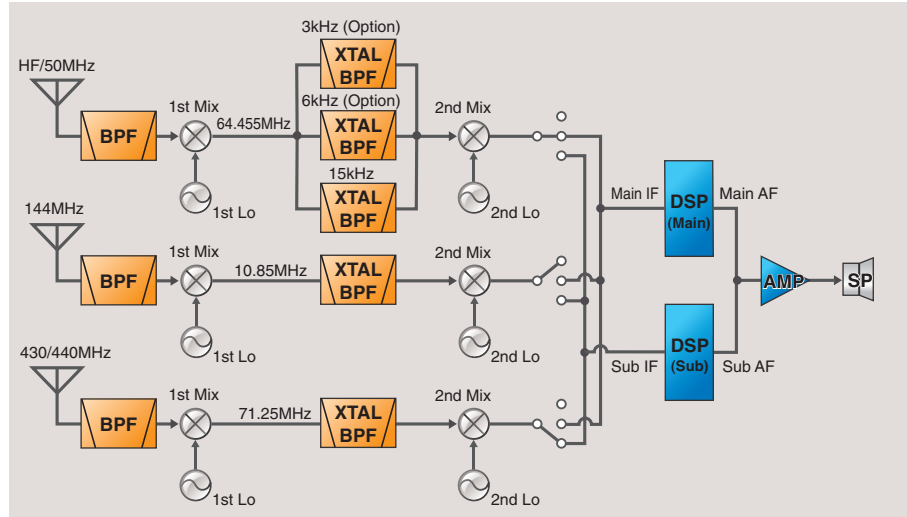 3kHz (Option)
XTAL
BPF
HF/50MHz
BPF
1st Mix
64.455MHz
1st Lo
6kHz (Option)
XTAL
BPF
15kHz
XTAL
BPF
2nd Mix
2nd Lo
144MHz
BPF
1st Mix
10.85MHz
1st Lo
XTAL
BPF
2nd Mix
2nd Lo
430/440MHz
BPF
1st Mix
71.25MHz
1st Lo
XTAL
BPF
2nd Mix
2nd Lo
Main IF
DSP
(Main)
Main AF
Sub IF
DSP
(Sub)
Sub AF
AMP
SP